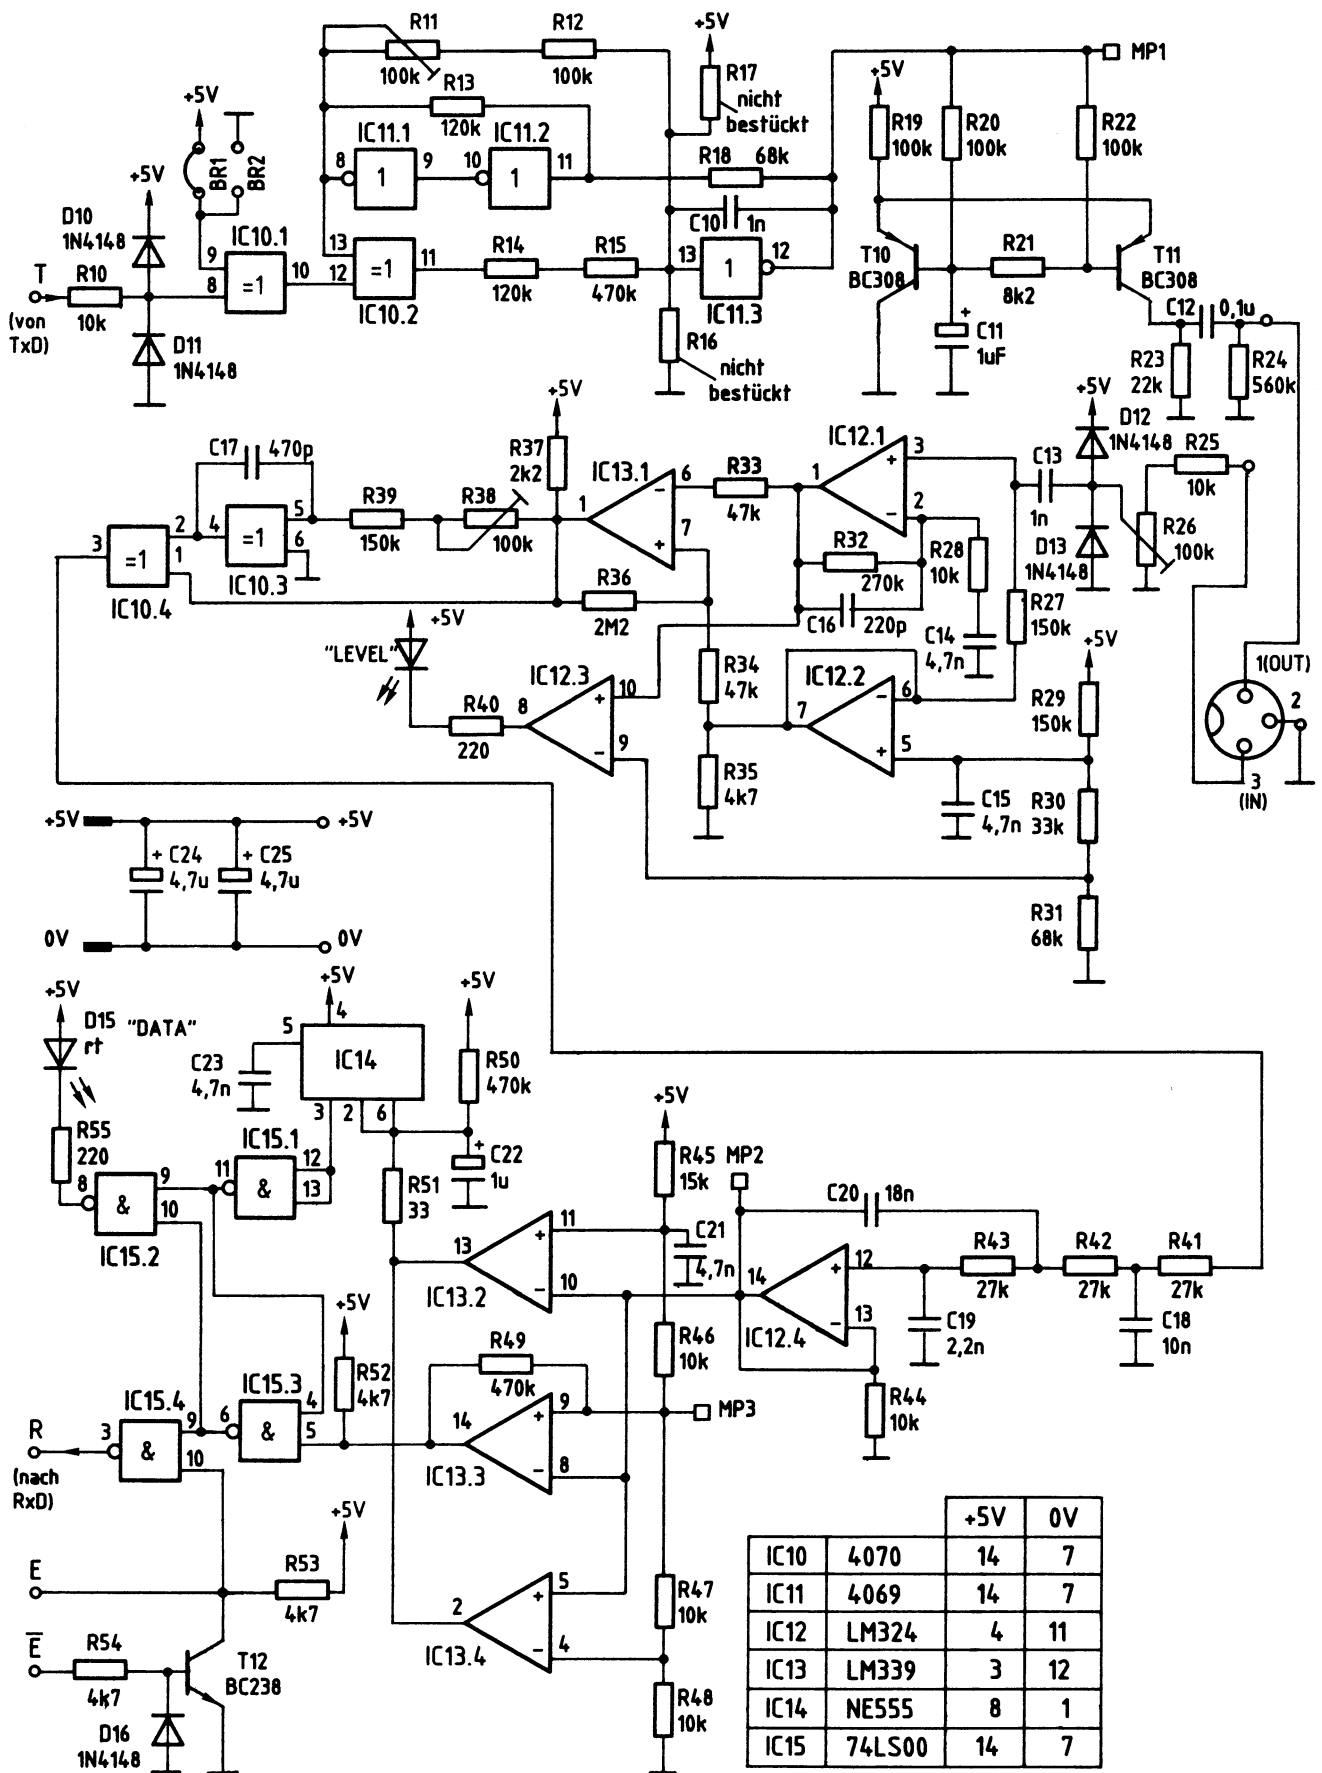 R11
100k
R12
100k
+5V
R17
nicht
bestückt
MP1
R13
120k
IC11.1
8
1
9
IC11.2
10
1
11
R18
68k
C10
1n
+5V
BR1
BR2
+5V
D10
1N4148
T
(von
TxD)
R10
10k
D11
1N4148
IC10.1
9
8
=1
10
13
12
=1
11
IC10.2
R14
120k
R15
470k
13
1
12
IC11.3
R16
nicht
bestückt
+5V
R19
100k
R20
100k
R22
100k
T10
BC308
R21
8k2
T11
BC308
+
C11
1uF
C12
0,1u
R23
22k
R24
560k
C17
470p
3
=1
2
1
IC10.4
4
=1
5
6
IC10.3
R39
150k
R38
100k
+5V
R37
2k2
IC13.1
1
6
-
7
+
R36
2M2
R33
47k
IC12.1
1
3
+
2
-
R32
270k
C16
220p
R28
10k
C14
4,7n
C13
1n
+5V
D12
1N4148
D13
1N4148
R25
10k
R26
100k
R27
150k
"LEVEL"
+5V
R40
220
IC12.3
8
10
+
9
-
R34
47k
R35
4k7
IC12.2
7
6
-
5
+
+5V
R29
150k
C15
4,7n
R30
33k
R31
68k
1(OUT)
2
3
(IN)
+5V
+
C24
4,7u
+
C25
4,7u
+5V
0V
0V
+5V
D15
rt
"DATA"
R55
220
+5V
4
5
IC14
3
2
6
C23
4,7n
+5V
R50
470k
+
C22
1u
R51
33
IC15.1
11
&
12
13
8
&
9
10
IC15.2
+5V
R45
15k
C21
4,7n
13
11
+
10
-
IC13.2
MP2
C20
18n
14
12
+
13
-
IC12.4
R43
27k
R42
27k
R41
27k
C19
2,2n
C18
10n
R44
10k
R46
10k
+5V
R52
4k7
R49
470k
MP3
14
9
+
8
-
IC13.3
IC15.3
6
&
4
5
IC15.4
3
&
9
10
R
(nach
RxD)
E
R53
4k7
+5V
E̅
R54
4k7
T12
BC238
D16
1N4148
2
5
+
4
-
IC13.4
R47
10k
R48
10k
+5V 0V
IC10 4070 14 7
IC11 4069 14 7
IC12 LM324 4 11
IC13 LM339 3 12
IC14 NE555 8 1
IC15 74LS00 14 7